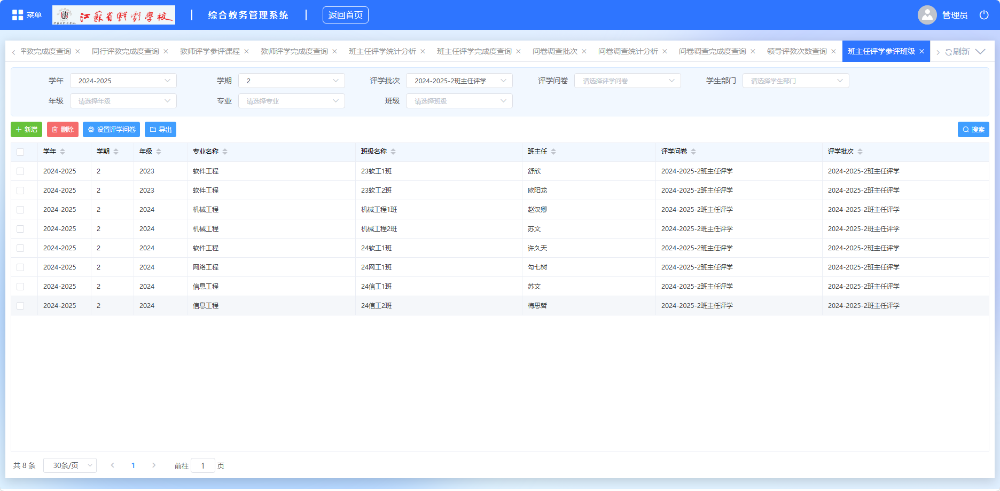 菜单 江苏省戏剧学校 综合教务管理系统 返回首页 管理员
评教完成度查询 同行评教完成度查询 教师评学参评课程 教师评学完成度查询 班主任评学统计分析 班主任评学完成度查询 问卷调查批次 问卷调查统计分析 问卷调查完成度查询 领导评教次数查询 班主任评学参评班级 刷新
学年 2024-2025 学期 2 评学批次 2024-2025-2班主任评学 评学问卷 请选择评学问卷 学生部门 请选择学生部门
年级 请选择年级 专业 请选择专业 班级 请选择班级
新增 删除 设置评学问卷 导出 搜索
学年 学期 年级 专业名称 班级名称 班主任 评学问卷 评学批次
2024-2025 2 2023 软件工程 23软工1班 舒欣 2024-2025-2班主任评学 2024-2025-2班主任评学
2024-2025 2 2023 软件工程 23软工2班 欧阳龙 2024-2025-2班主任评学 2024-2025-2班主任评学
2024-2025 2 2024 机械工程 机械工程1班 赵汉卿 2024-2025-2班主任评学 2024-2025-2班主任评学
2024-2025 2 2024 机械工程 机械工程2班 苏文 2024-2025-2班主任评学 2024-2025-2班主任评学
2024-2025 2 2024 软件工程 24软工1班 许久天 2024-2025-2班主任评学 2024-2025-2班主任评学
2024-2025 2 2024 网络工程 24网工1班 勾七树 2024-2025-2班主任评学 2024-2025-2班主任评学
2024-2025 2 2024 信息工程 24信工1班 苏文 2024-2025-2班主任评学 2024-2025-2班主任评学
2024-2025 2 2024 信息工程 24信工2班 梅思哲 2024-2025-2班主任评学 2024-2025-2班主任评学
共 8 条 30条/页 1 前往 1 页